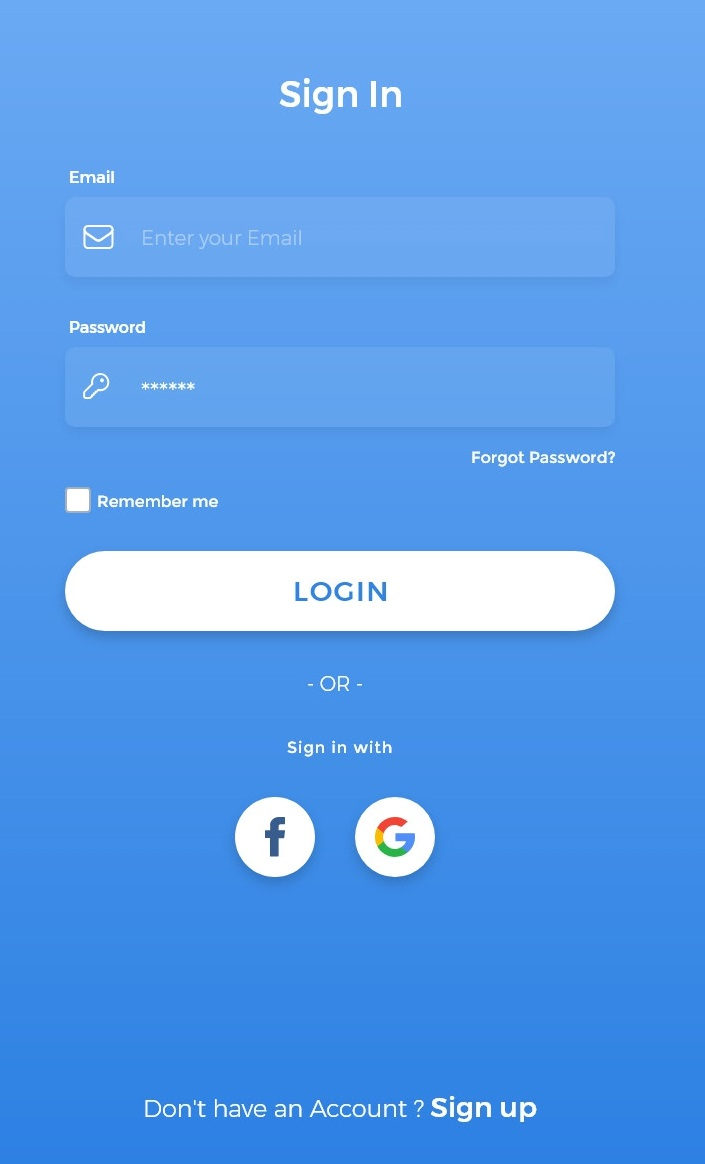 Sign In
Email
Enter your Email
Password
******
Forgot Password?
Remember me
LOGIN
- OR -
Sign in with
Don't have an Account ? Sign up